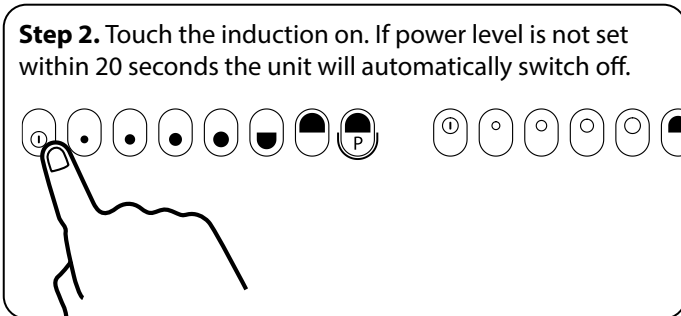 Step 2. Touch the induction on. If power level is not set
within 20 seconds the unit will automatically switch off.
P